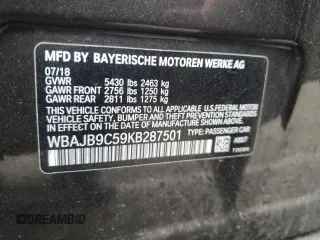 MFD BY BAYERISCHE MOTOREN WERKE AG
07/18
GVWR 5430 lbs 2463 kg
GAWR FRONT 2756 lbs 1250 kg
GAWR REAR 2811 lbs 1275 kg
THIS VEHICLE CONFORMS TO ALL APPLICABLE FEDERAL
MOTOR VEHICLE SAFETY, BUMPER, AND THEFT PREVENTION
STANDARDS IN EFFECT ON THE DATE OF MANUFACTURE SHOWN ABOVE.
WBAJB9C59KB287501 TYPE: PASSENGER CAR
DREAMBID